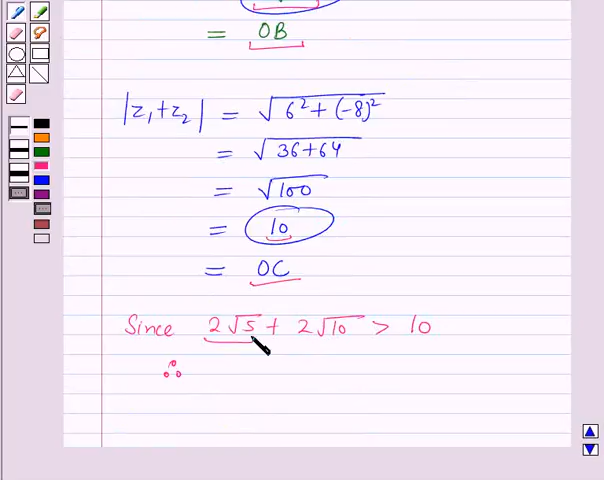 = OB
|z₁+z₂| = √6²+(-8)²
= √36+64
= √100
= 10
= OC
Since 2√5 + 2√10 > 10
∴